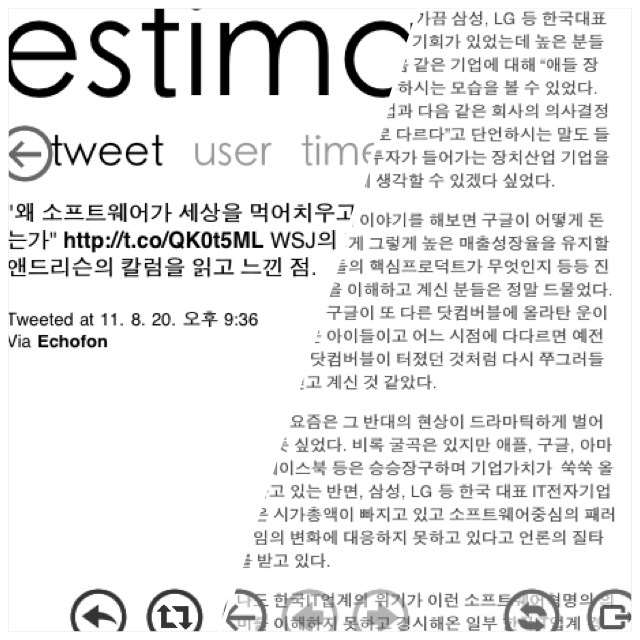 estimo
tweet user time
"왜 소프트웨어가 세상을 먹어치우고
는가" http://t.co/QK0t5ML WSJ의
앤드리슨의 칼럼을 읽고 느낀 점.
Tweeted at 11. 8. 20. 오후 9:36
Via Echofon
가끔 삼성, LG 등 한국대표
기회가 있었는데 높은 분들
같은 기업에 대해 “애들 장
하시는 모습을 볼 수 있었다.
다음 같은 회사의 의사결정
다르다”고 단언하시는 말도 들
들어가는 장치산업 기업을
생각할 수 있겠다 싶었다.
이야기를 해보면 구글이 어떻게 돈
게 그렇게 높은 매출성장율을 유지할
들의 핵심프로덕트가 무엇인지 등등 진
을 이해하고 계신 분들은 정말 드물었다.
구글이 또 다른 닷컴버블에 올라탄 운이
아이들이고 어느 시점에 다다르면 예전
닷컴버블이 터졌던 것처럼 다시 쭈그러들
고 계신 것 같았다.
요즘은 그 반대의 현상이 드라마틱하게 벌어
싶었다. 비록 굴곡은 있지만 애플, 구글, 아마
이스북 등은 승승장구하며 기업가치가 쑥쑥 올
고 있는 반면, 삼성, LG 등 한국 대표 IT전자기업
은 시가총액이 빠지고 있고 소프트웨어중심의 패러
임의 변화에 대응하지 못하고 있다고 언론의 질타
를 받고 있다.
나도 한국IT업계의 위기가 이런 소프트웨어혁명의
이해하지 못하고 경시해온 일부